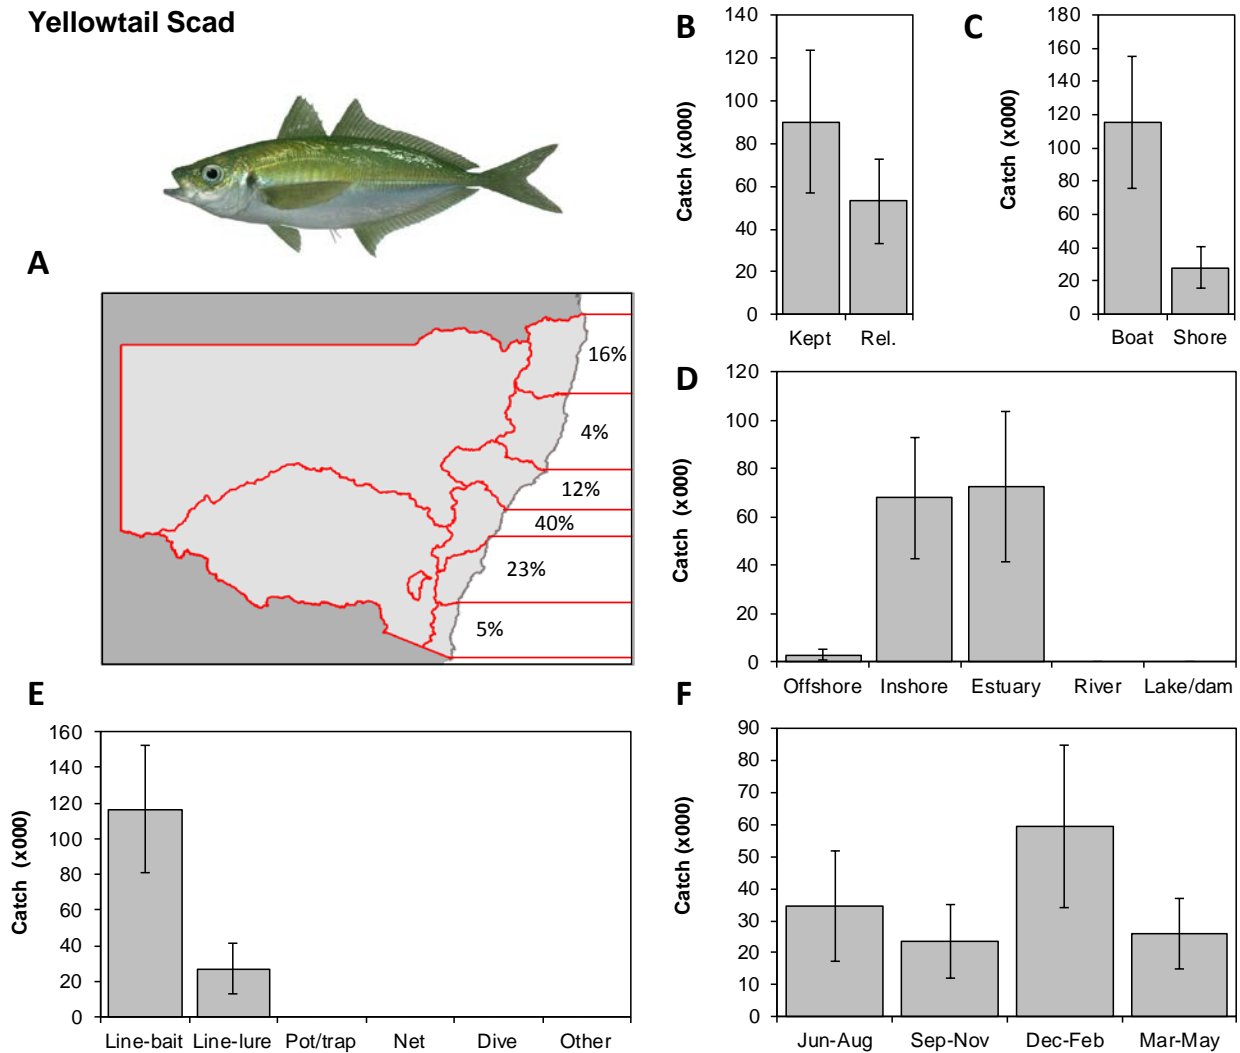 Yellowtail Scad
A
16%
4%
12%
40%
23%
5%
B
Catch (x000)
140
120
100
80
60
40
20
0
Kept Rel.
C
Catch (x000)
180
160
140
120
100
80
60
40
20
0
Boat Shore
D
Catch (x000)
120
100
80
60
40
20
0
Offshore Inshore Estuary River Lake/dam
E
Catch (x000)
160
140
120
100
80
60
40
20
0
Line-bait Line-lure Pot/trap Net Dive Other
F
Catch (x000)
90
80
70
60
50
40
30
20
10
0
Jun-Aug Sep-Nov Dec-Feb Mar-May